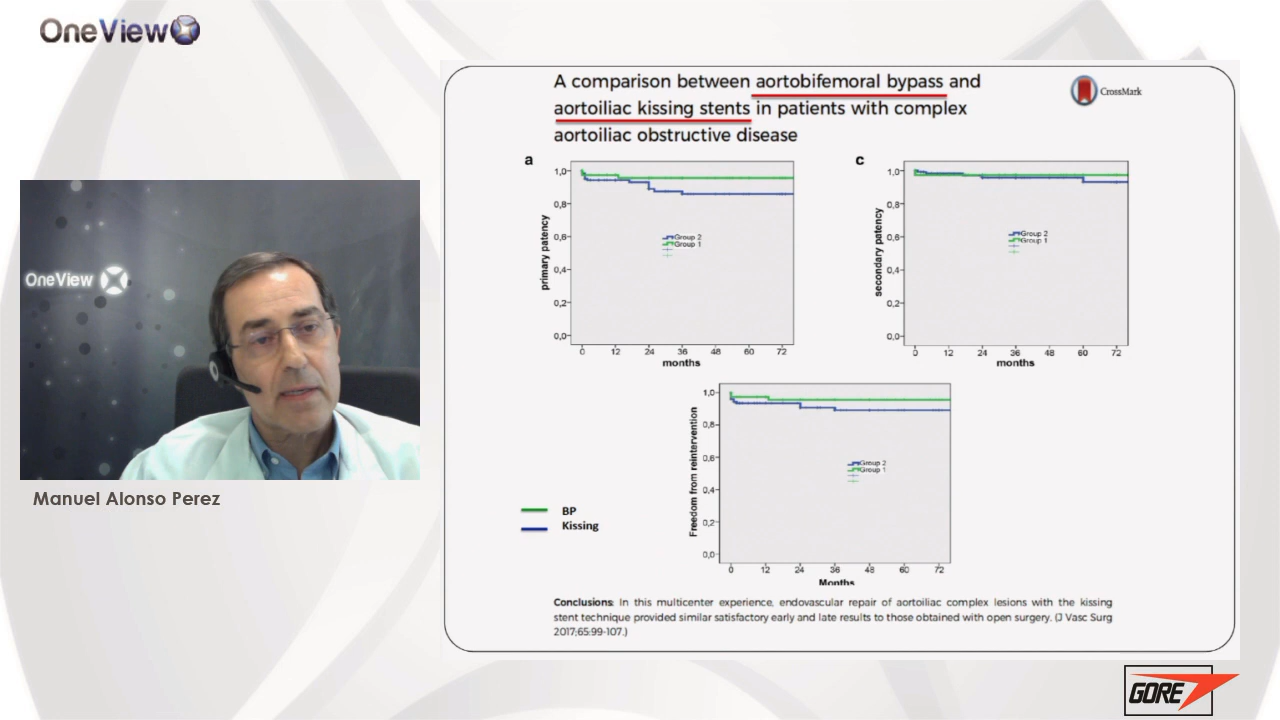 OneView
A comparison between aortobifemoral bypass and
aortoiliac kissing stents in patients with complex
aortoiliac obstructive disease
CrossMark
a
1,0
0,8
0,6
0,4
0,2
0,0
primary patency
Group 2
Group 1
0 12 24 36 48 60 72
months
c
1,0
0,8
0,6
0,4
0,2
0,0
secondary patency
Group 2
Group 1
0 12 24 36 48 60 72
months
OneView
Manuel Alonso Perez
1,0
0,8
0,6
0,4
0,2
0,0
Freedom from reintervention
Group 2
Group 1
0 12 24 36 48 60 72
Months
BP
Kissing
Conclusions: In this multicenter experience, endovascular repair of aortoiliac complex lesions with the kissing
stent technique provided similar satisfactory early and late results to those obtained with open surgery. (J Vasc Surg
2017;65:99-107.)
GORE